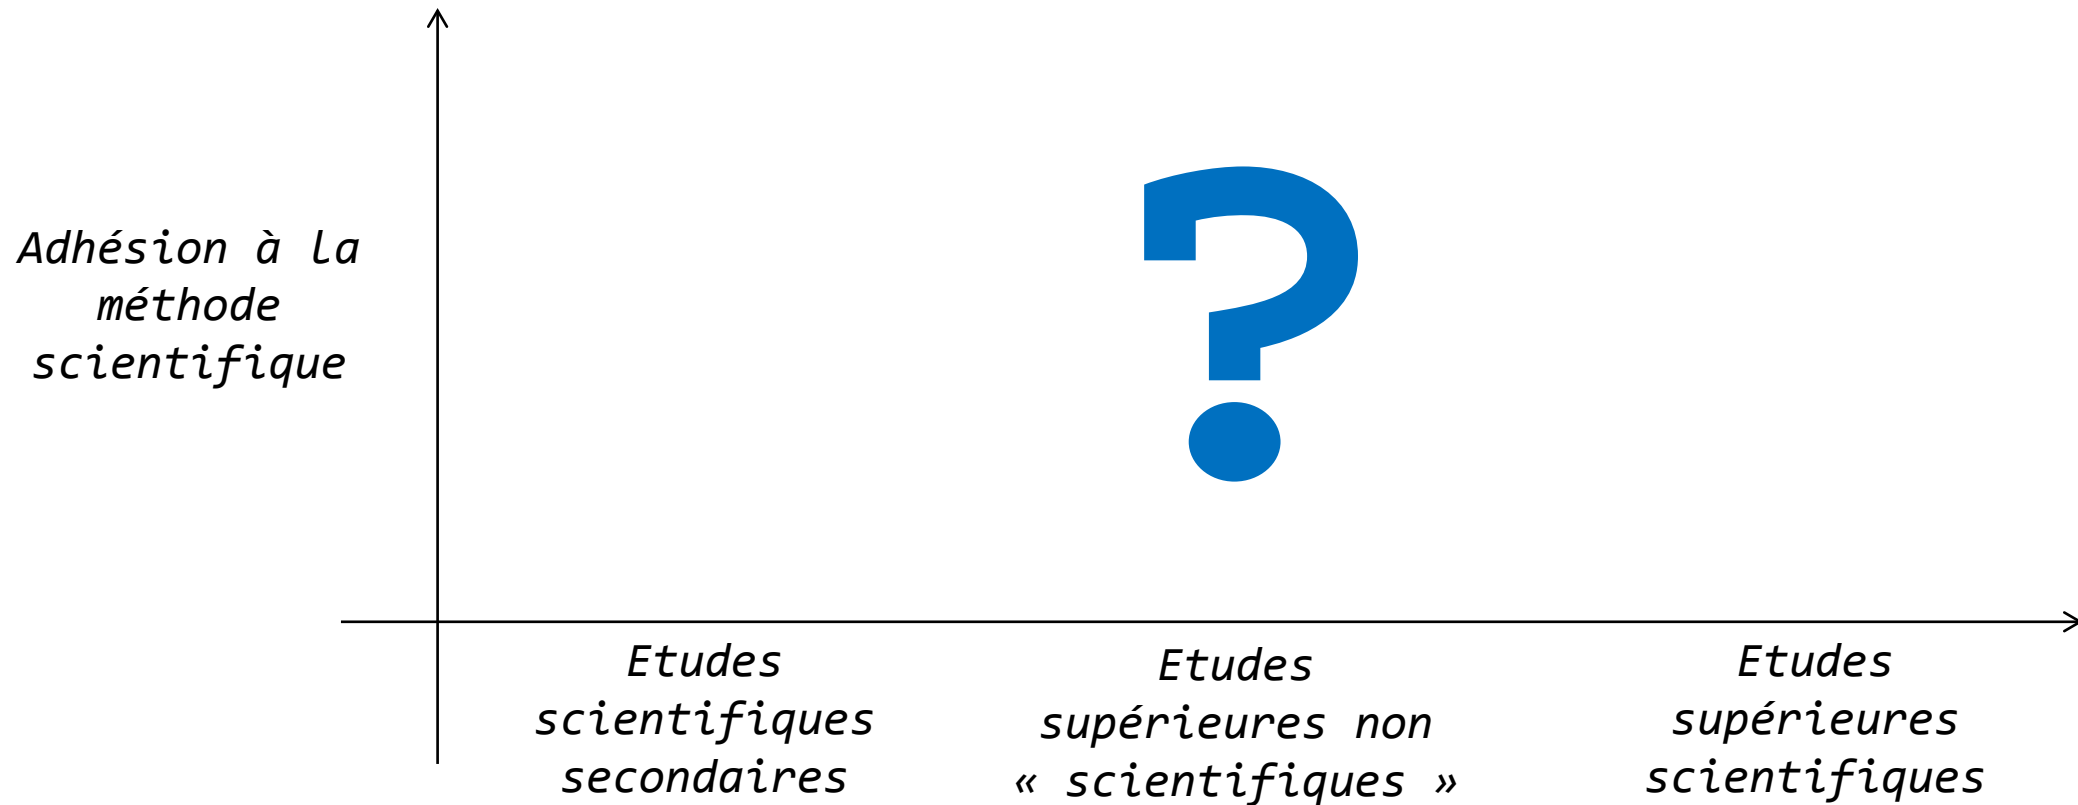 Adhésion à la
méthode
scientifique
?
Etudes
scientifiques
secondaires
Etudes
supérieures non
« scientifiques »
Etudes
supérieures
scientifiques